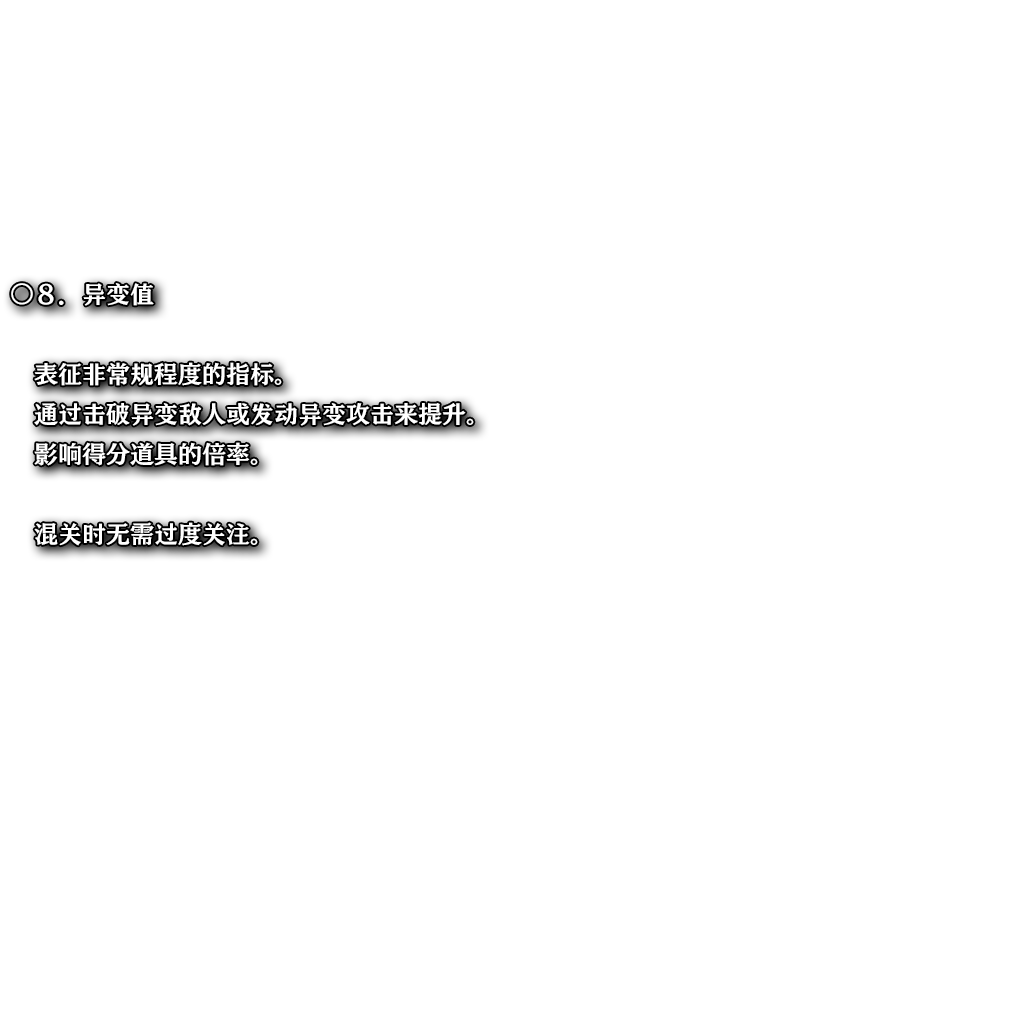 ◎8．异变值
表征非常规程度的指标。
通过击破异变敌人或发动异变攻击来提升。
影响得分道具的倍率。
混关时无需过度关注。